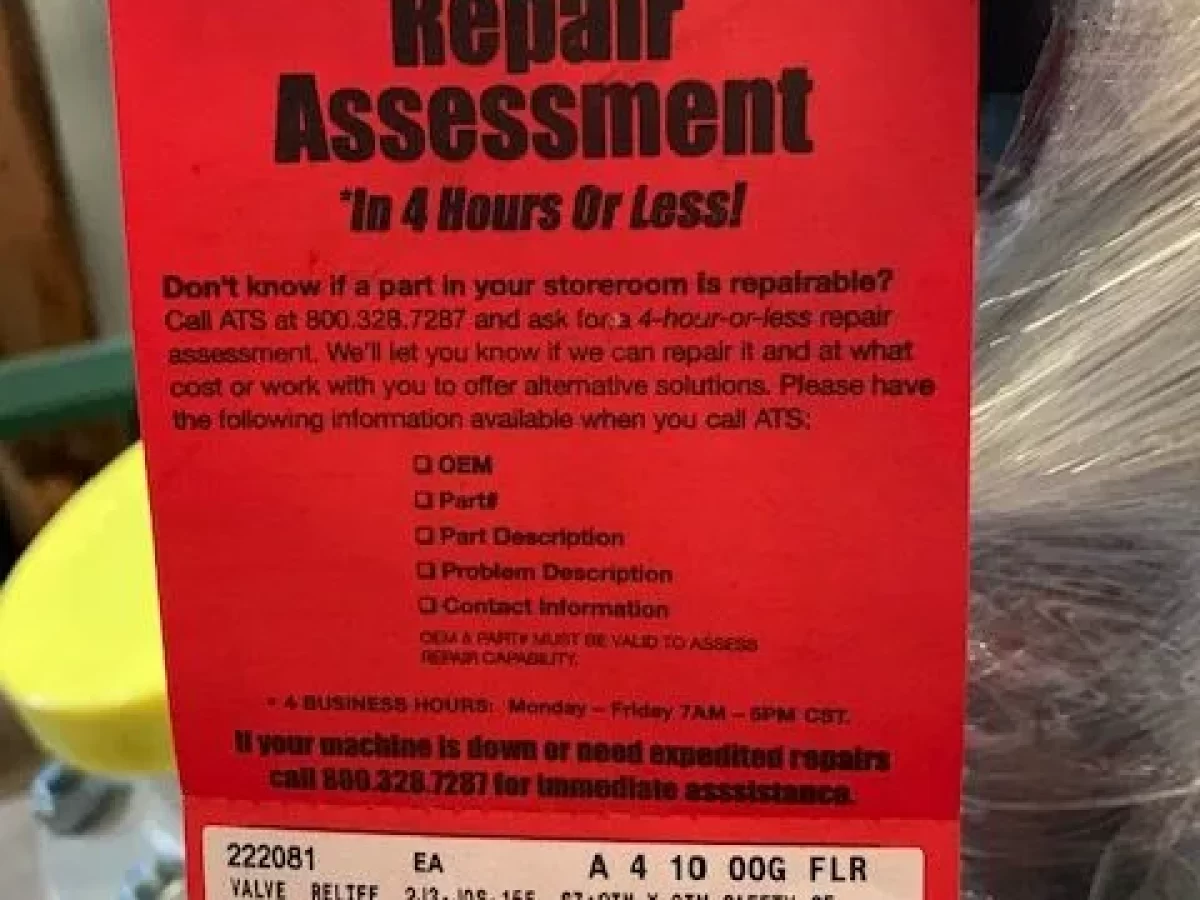 Repair
Assessment
*In 4 Hours Or Less!
Don't know if a part in your storeroom is repairable?
Call ATS at 800.328.7287 and ask for a 4-hour-or-less repair
assessment. We'll let you know if we can repair it and at what
cost or work with you to offer alternative solutions. Please have
the following information available when you call ATS:
❑ OEM
❑ Part#
❑ Part Description
❑ Problem Description
❑ Contact Information
OEM & PART# MUST BE VALID TO ASSESS
REPAIR CAPABILITY.
* 4 BUSINESS HOURS: Monday – Friday 7AM – 5PM CST.
If your machine is down or need expedited repairs
call 800.328.7287 for immediate asssistance.
222081 EA A 4 10 00G FLR
VALVE RELIEF